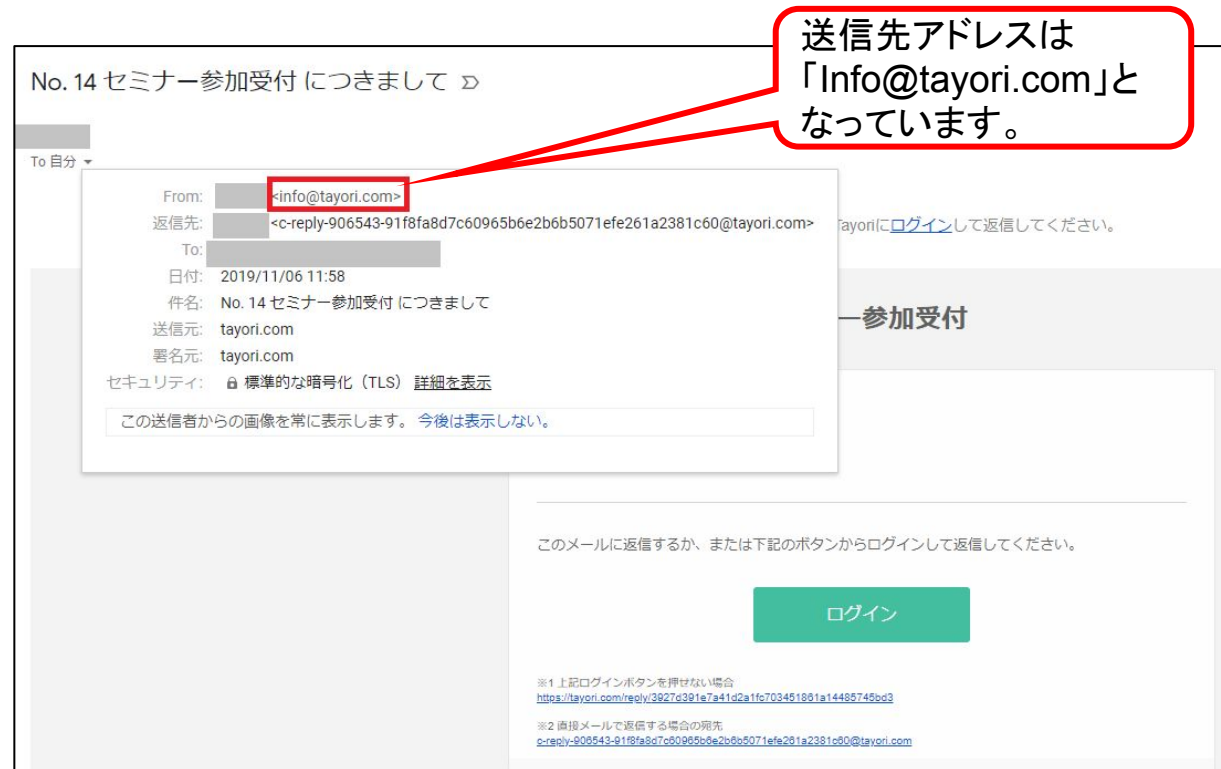 送信先アドレスは
「Info@tayori.com」と
なっています。
No. 14 セミナー参加受付 につきまして
To 自分
From: <info@tayori.com>
返信先: <c-reply-906543-91f8fa8d7c60965b6e2b6b5071efe261a2381c60@tayori.com>
ayoriにログインして返信してください。
To:
日付: 2019/11/06 11:58
件名: No. 14 セミナー参加受付 につきまして
送信元: tayori.com
署名元: tayori.com
セキュリティ: 標準的な暗号化（TLS） 詳細を表示
この送信者からの画像を常に表示します。 今後は表示しない。
ー参加受付
このメールに返信するか、または下記のボタンからログインして返信してください。
ログイン
※1 上記ログインボタンを押せない場合
https://tayori.com/reply/3927d391e7a41d2a1fc703451861a14485745bd3
※2 直接メールで返信する場合の宛先
c-reply-906543-91f8fa8d7c60965b6e2b6b5071efe261a2381c60@tayori.com